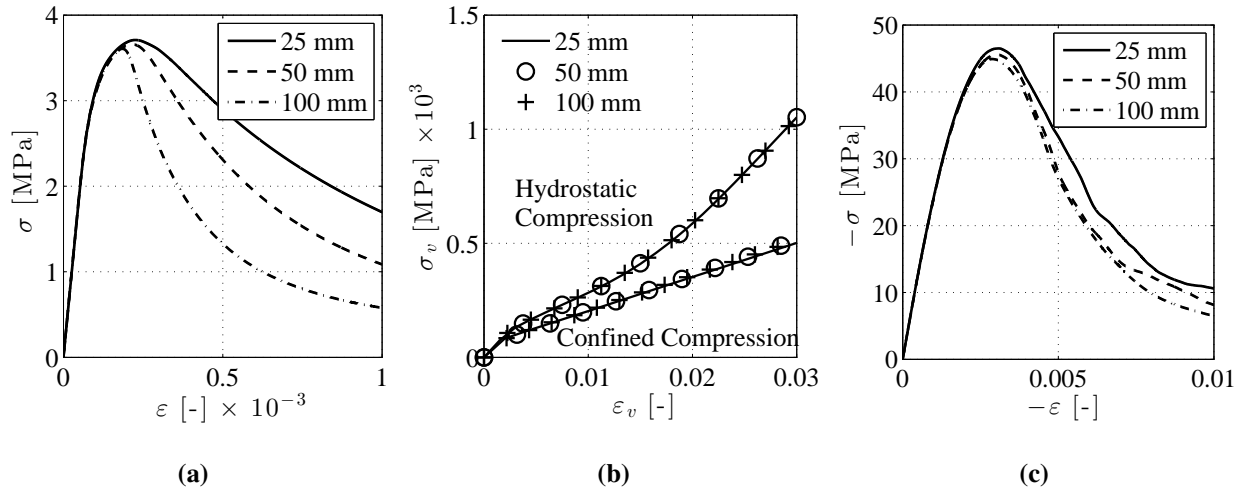 4
3
2
1
0
0
0.5
1
σ [MPa]
ε [-] × 10⁻³
25 mm
50 mm
100 mm
(a)
1.5
1
0.5
0
0
0.01
0.02
0.03
σᵥ [MPa] ×10³
εᵥ [-]
25 mm
50 mm
100 mm
Hydrostatic
Compression
Confined Compression
(b)
50
40
30
20
10
0
0
0.005
0.01
−σ [MPa]
−ε [-]
25 mm
50 mm
100 mm
(c)